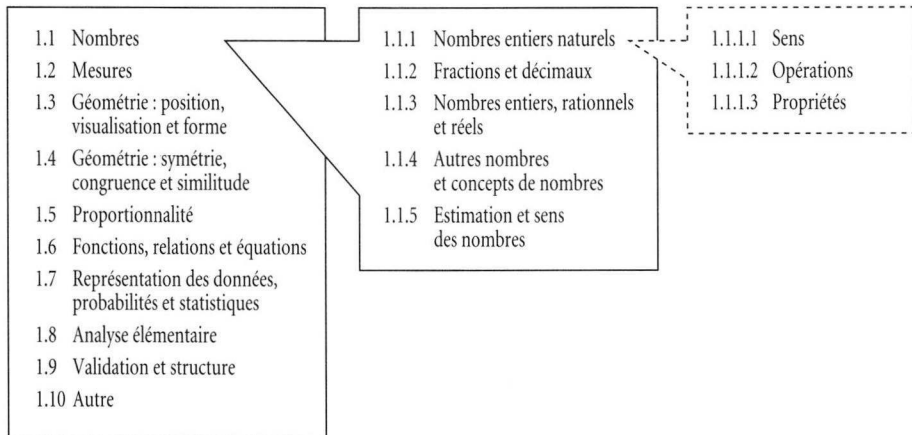 1.1 Nombres
1.2 Mesures
1.3 Géométrie : position,
visualisation et forme
1.4 Géométrie : symétrie,
congruence et similitude
1.5 Proportionnalité
1.6 Fonctions, relations et équations
1.7 Représentation des données,
probabilités et statistiques
1.8 Analyse élémentaire
1.9 Validation et structure
1.10 Autre
1.1.1 Nombres entiers naturels
1.1.2 Fractions et décimaux
1.1.3 Nombres entiers, rationnels
et réels
1.1.4 Autres nombres
et concepts de nombres
1.1.5 Estimation et sens
des nombres
1.1.1.1 Sens
1.1.1.2 Opérations
1.1.1.3 Propriétés